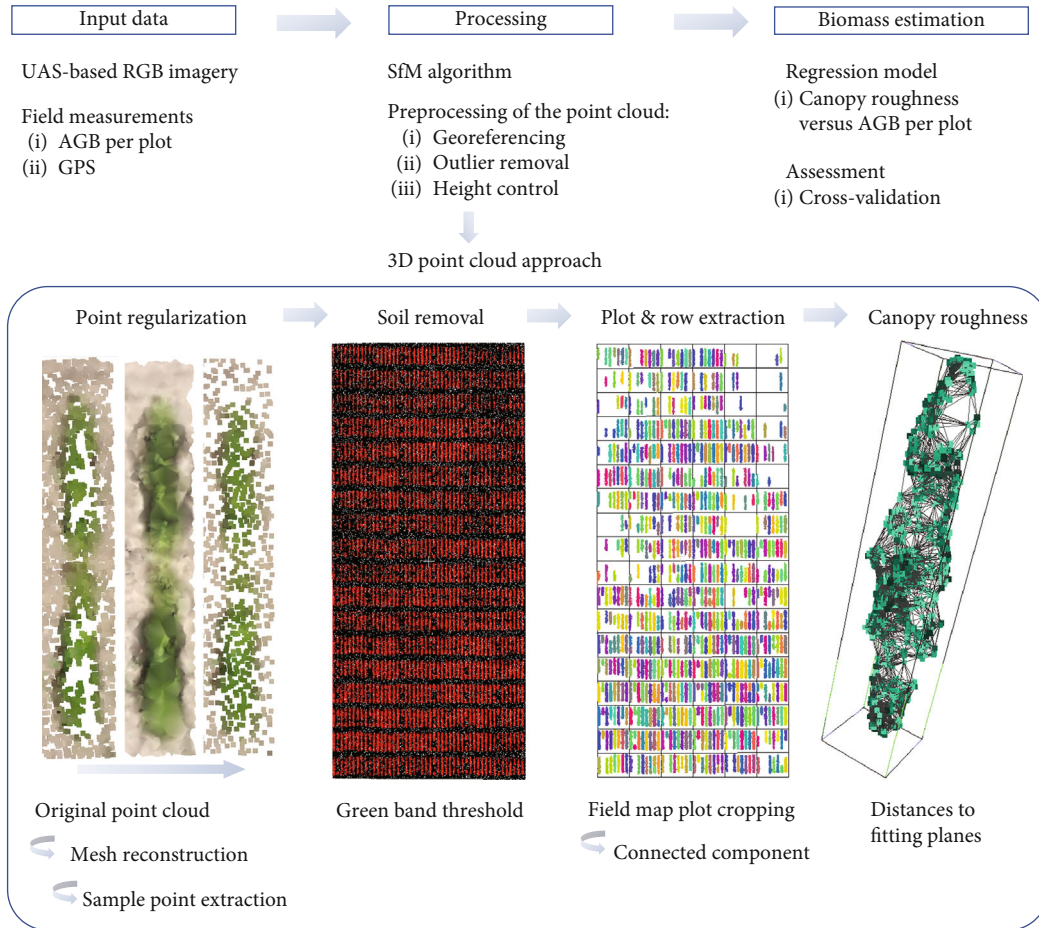 Input data
Processing
Biomass estimation
UAS-based RGB imagery
Field measurements
(i) AGB per plot
(ii) GPS
SfM algorithm
Preprocessing of the point cloud:
(i) Georeferencing
(ii) Outlier removal
(iii) Height control
3D point cloud approach
Regression model
(i) Canopy roughness
versus AGB per plot
Assessment
(i) Cross-validation
Point regularization
Soil removal
Plot & row extraction
Canopy roughness
Original point cloud
Mesh reconstruction
Sample point extraction
Green band threshold
Field map plot cropping
Connected component
Distances to
fitting planes